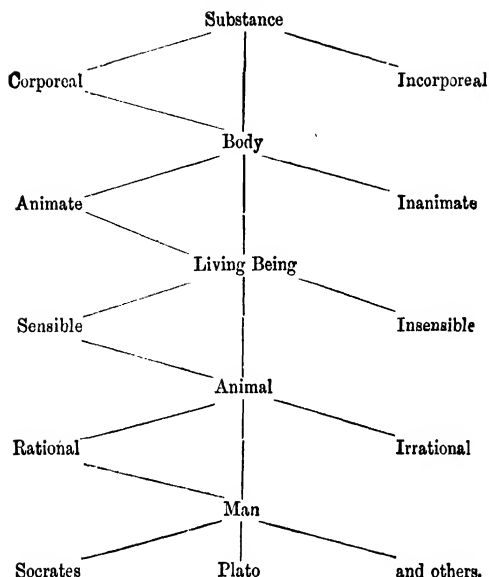 Substance
Corporeal Incorporeal
Body
Animate Inanimate
Living Being
Sensible Insensible
Animal
Rational Irrational
Man
Socrates Plato and others.